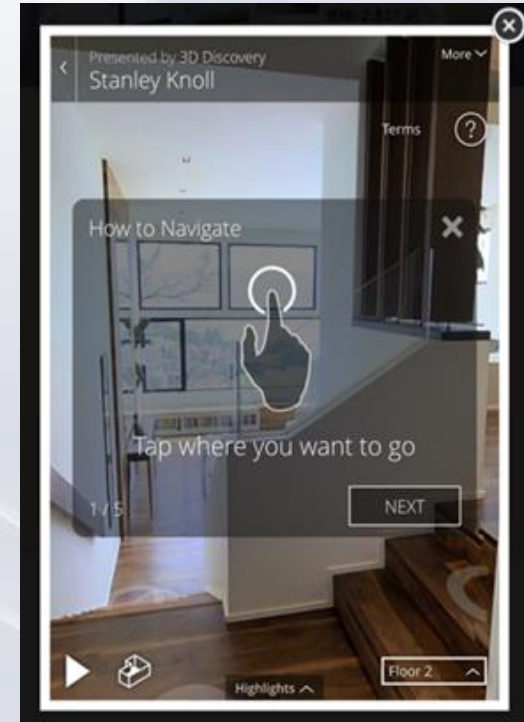 Presented by 3D Discovery
Stanley Knoll
More
Terms
?
How to Navigate
Tap where you want to go
1 / 5
NEXT
Floor 2
Highlights